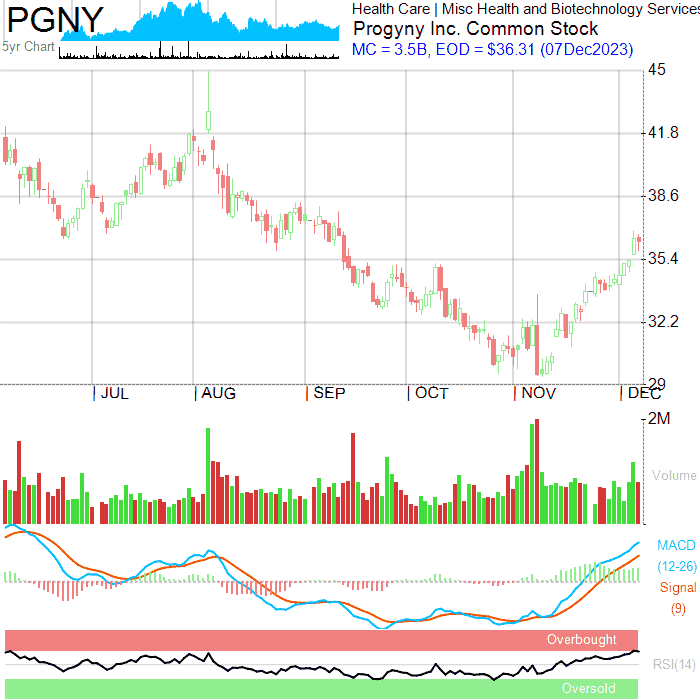 PGNY
Health Care | Misc Health and Biotechnology Services
Progyny Inc. Common Stock
5yr Chart
MC = 3.5B, EOD = $36.31 (07Dec2023)
45
41.8
38.6
35.4
32.2
29
JUL
AUG
SEP
OCT
NOV
DEC
2M
Volume
MACD
(12-26)
Signal
(9)
Overbought
RSI(14)
Oversold